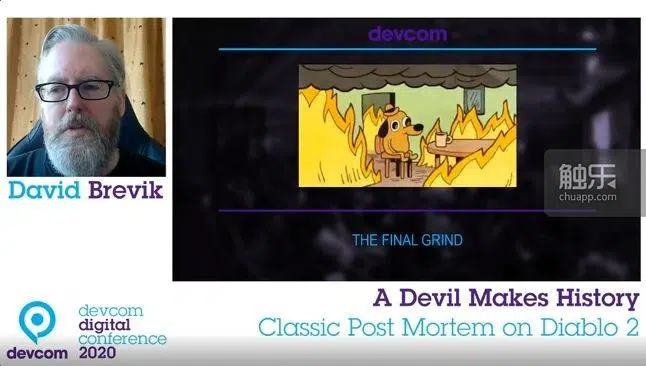 devcom
触乐
chuapp.com
David Brevik
THE FINAL GRIND
A Devil Makes History
Classic Post Mortem on Diablo 2
devcom
devcom
digital
conference
2020